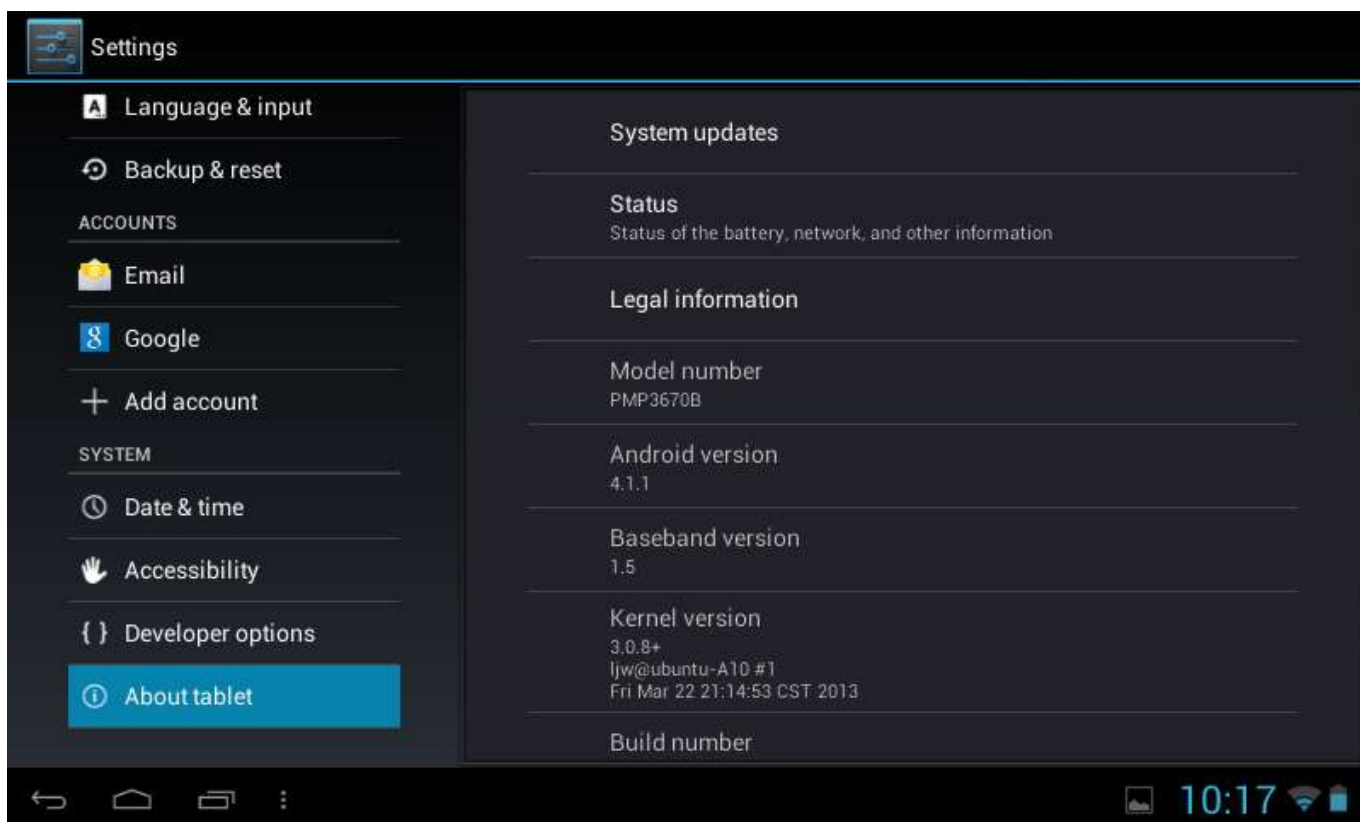 Settings
Language & input
Backup & reset
ACCOUNTS
Email
Google
Add account
SYSTEM
Date & time
Accessibility
Developer options
About tablet
System updates
Status
Status of the battery, network, and other information
Legal information
Model number
PMP3670B
Android version
4.1.1
Baseband version
1.5
Kernel version
3.0.8+
ljw@ubuntu-A10 #1
Fri Mar 22 21:14:53 CST 2013
Build number
10:17